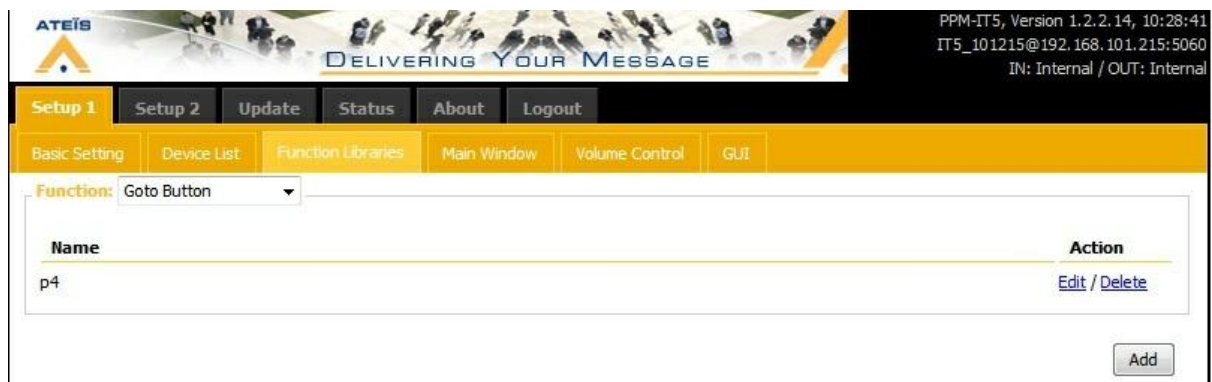 ATEÏS
DELIVERING YOUR MESSAGE
PPM-IT5, Version 1.2.2.14, 10:28:41
IT5_101215@192.168.101.215:5060
IN: Internal / OUT: Internal
Setup 1 Setup 2 Update Status About Logout
Basic Setting Device List Function Libraries Main Window Volume Control GUI
Function: Goto Button
Name Action
p4 Edit / Delete
Add